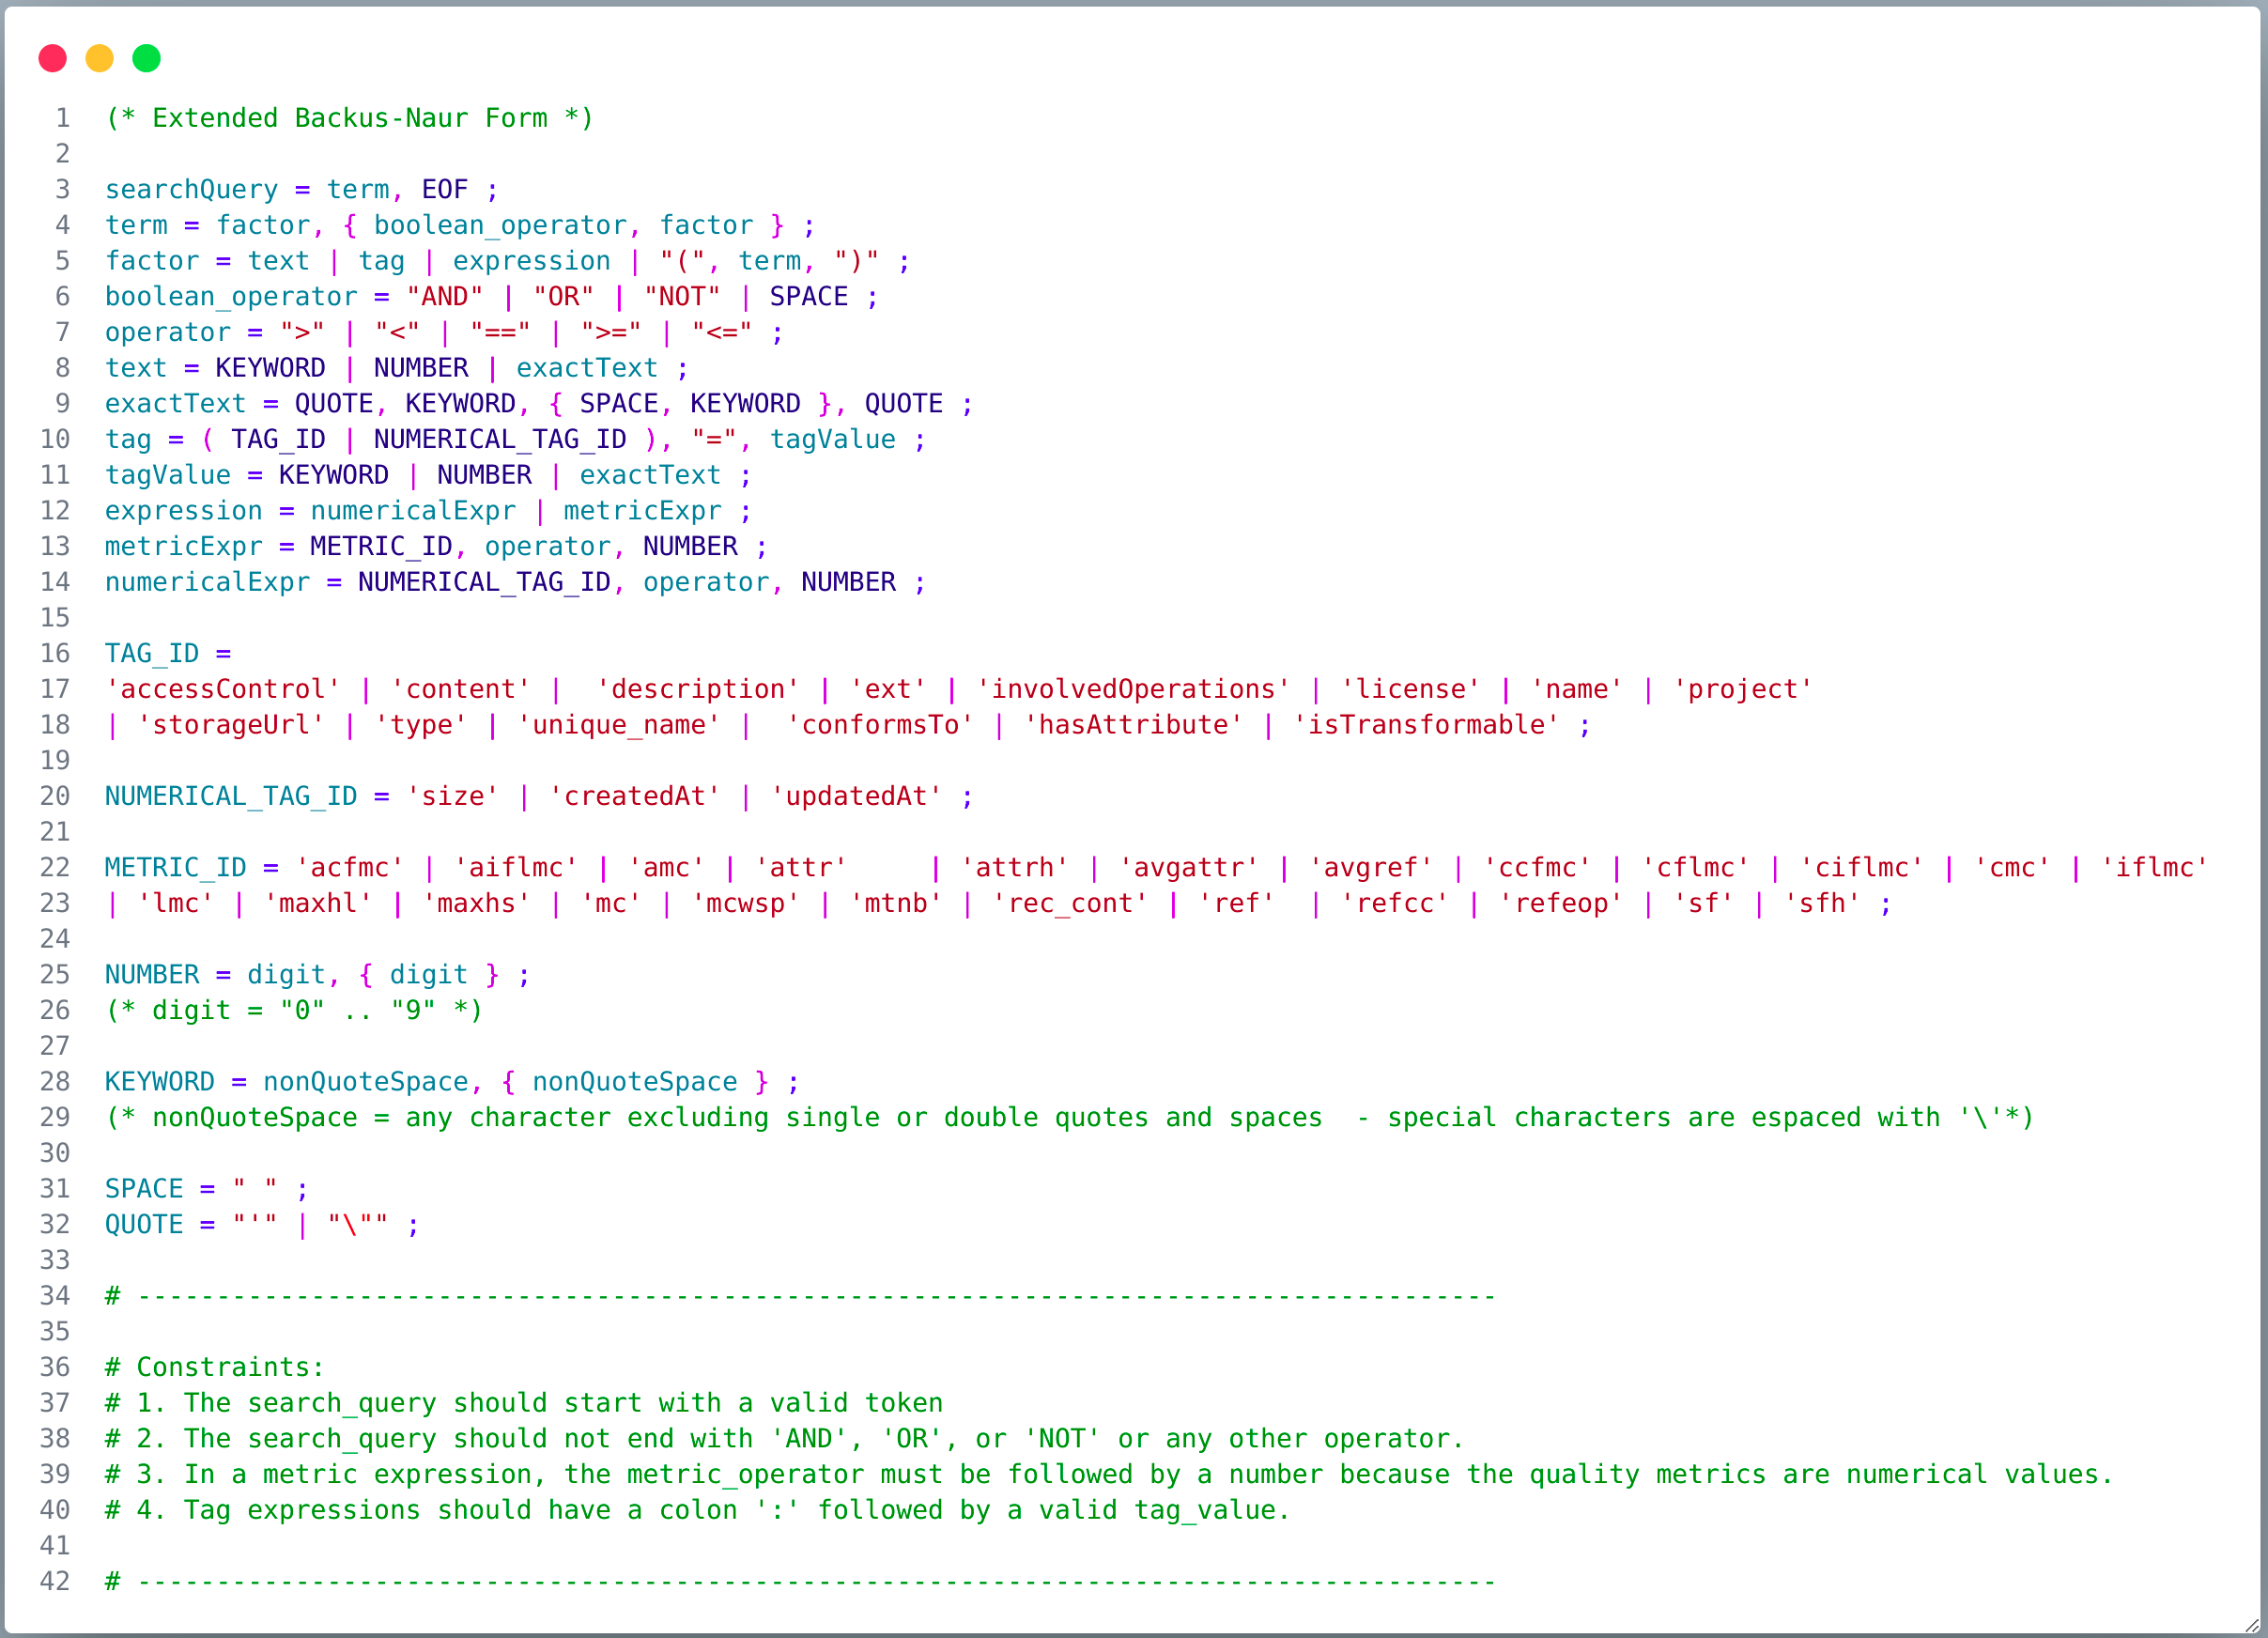 1 (* Extended Backus-Naur Form *)
2
3 searchQuery = term, EOF ;
4 term = factor, { boolean_operator, factor } ;
5 factor = text | tag | expression | "(", term, ")" ;
6 boolean_operator = "AND" | "OR" | "NOT" | SPACE ;
7 operator = ">" | "<" | "==" | ">=" | "<=" ;
8 text = KEYWORD | NUMBER | exactText ;
9 exactText = QUOTE, KEYWORD, { SPACE, KEYWORD }, QUOTE ;
10 tag = ( TAG_ID | NUMERICAL_TAG_ID ), "=", tagValue ;
11 tagValue = KEYWORD | NUMBER | exactText ;
12 expression = numericalExpr | metricExpr ;
13 metricExpr = METRIC_ID, operator, NUMBER ;
14 numericalExpr = NUMERICAL_TAG_ID, operator, NUMBER ;
15
16 TAG_ID =
17 'accessControl' | 'content' |  'description' | 'ext' | 'involvedOperations' | 'license' | 'name' | 'project'
18 | 'storageUrl' | 'type' | 'unique_name' |  'conformsTo' | 'hasAttribute' | 'isTransformable' ;
19
20 NUMERICAL_TAG_ID = 'size' | 'createdAt' | 'updatedAt' ;
21
22 METRIC_ID = 'acfmc' | 'aiflmc' | 'amc' | 'attr'     | 'attrh' | 'avgattr' | 'avgref' | 'ccfmc' | 'cflmc' | 'ciflmc' | 'cmc' | 'iflmc'
23 | 'lmc' | 'maxhl' | 'maxhs' | 'mc' | 'mcwsp' | 'mtnb' | 'rec_cont' | 'ref'  | 'refcc' | 'refeop' | 'sf' | 'sfh' ;
24
25 NUMBER = digit, { digit } ;
26 (* digit = "0" .. "9" *)
27
28 KEYWORD = nonQuoteSpace, { nonQuoteSpace } ;
29 (* nonQuoteSpace = any character excluding single or double quotes and spaces  - special characters are espaced with '\'*)
30
31 SPACE = " " ;
32 QUOTE = "'" | "\"" ;
33
34 # --------------------------------------------------------------------------------------
35
36 # Constraints:
37 # 1. The search_query should start with a valid token
38 # 2. The search_query should not end with 'AND', 'OR', or 'NOT' or any other operator.
39 # 3. In a metric expression, the metric_operator must be followed by a number because the quality metrics are numerical values.
40 # 4. Tag expressions should have a colon ':' followed by a valid tag_value.
41
42 # --------------------------------------------------------------------------------------